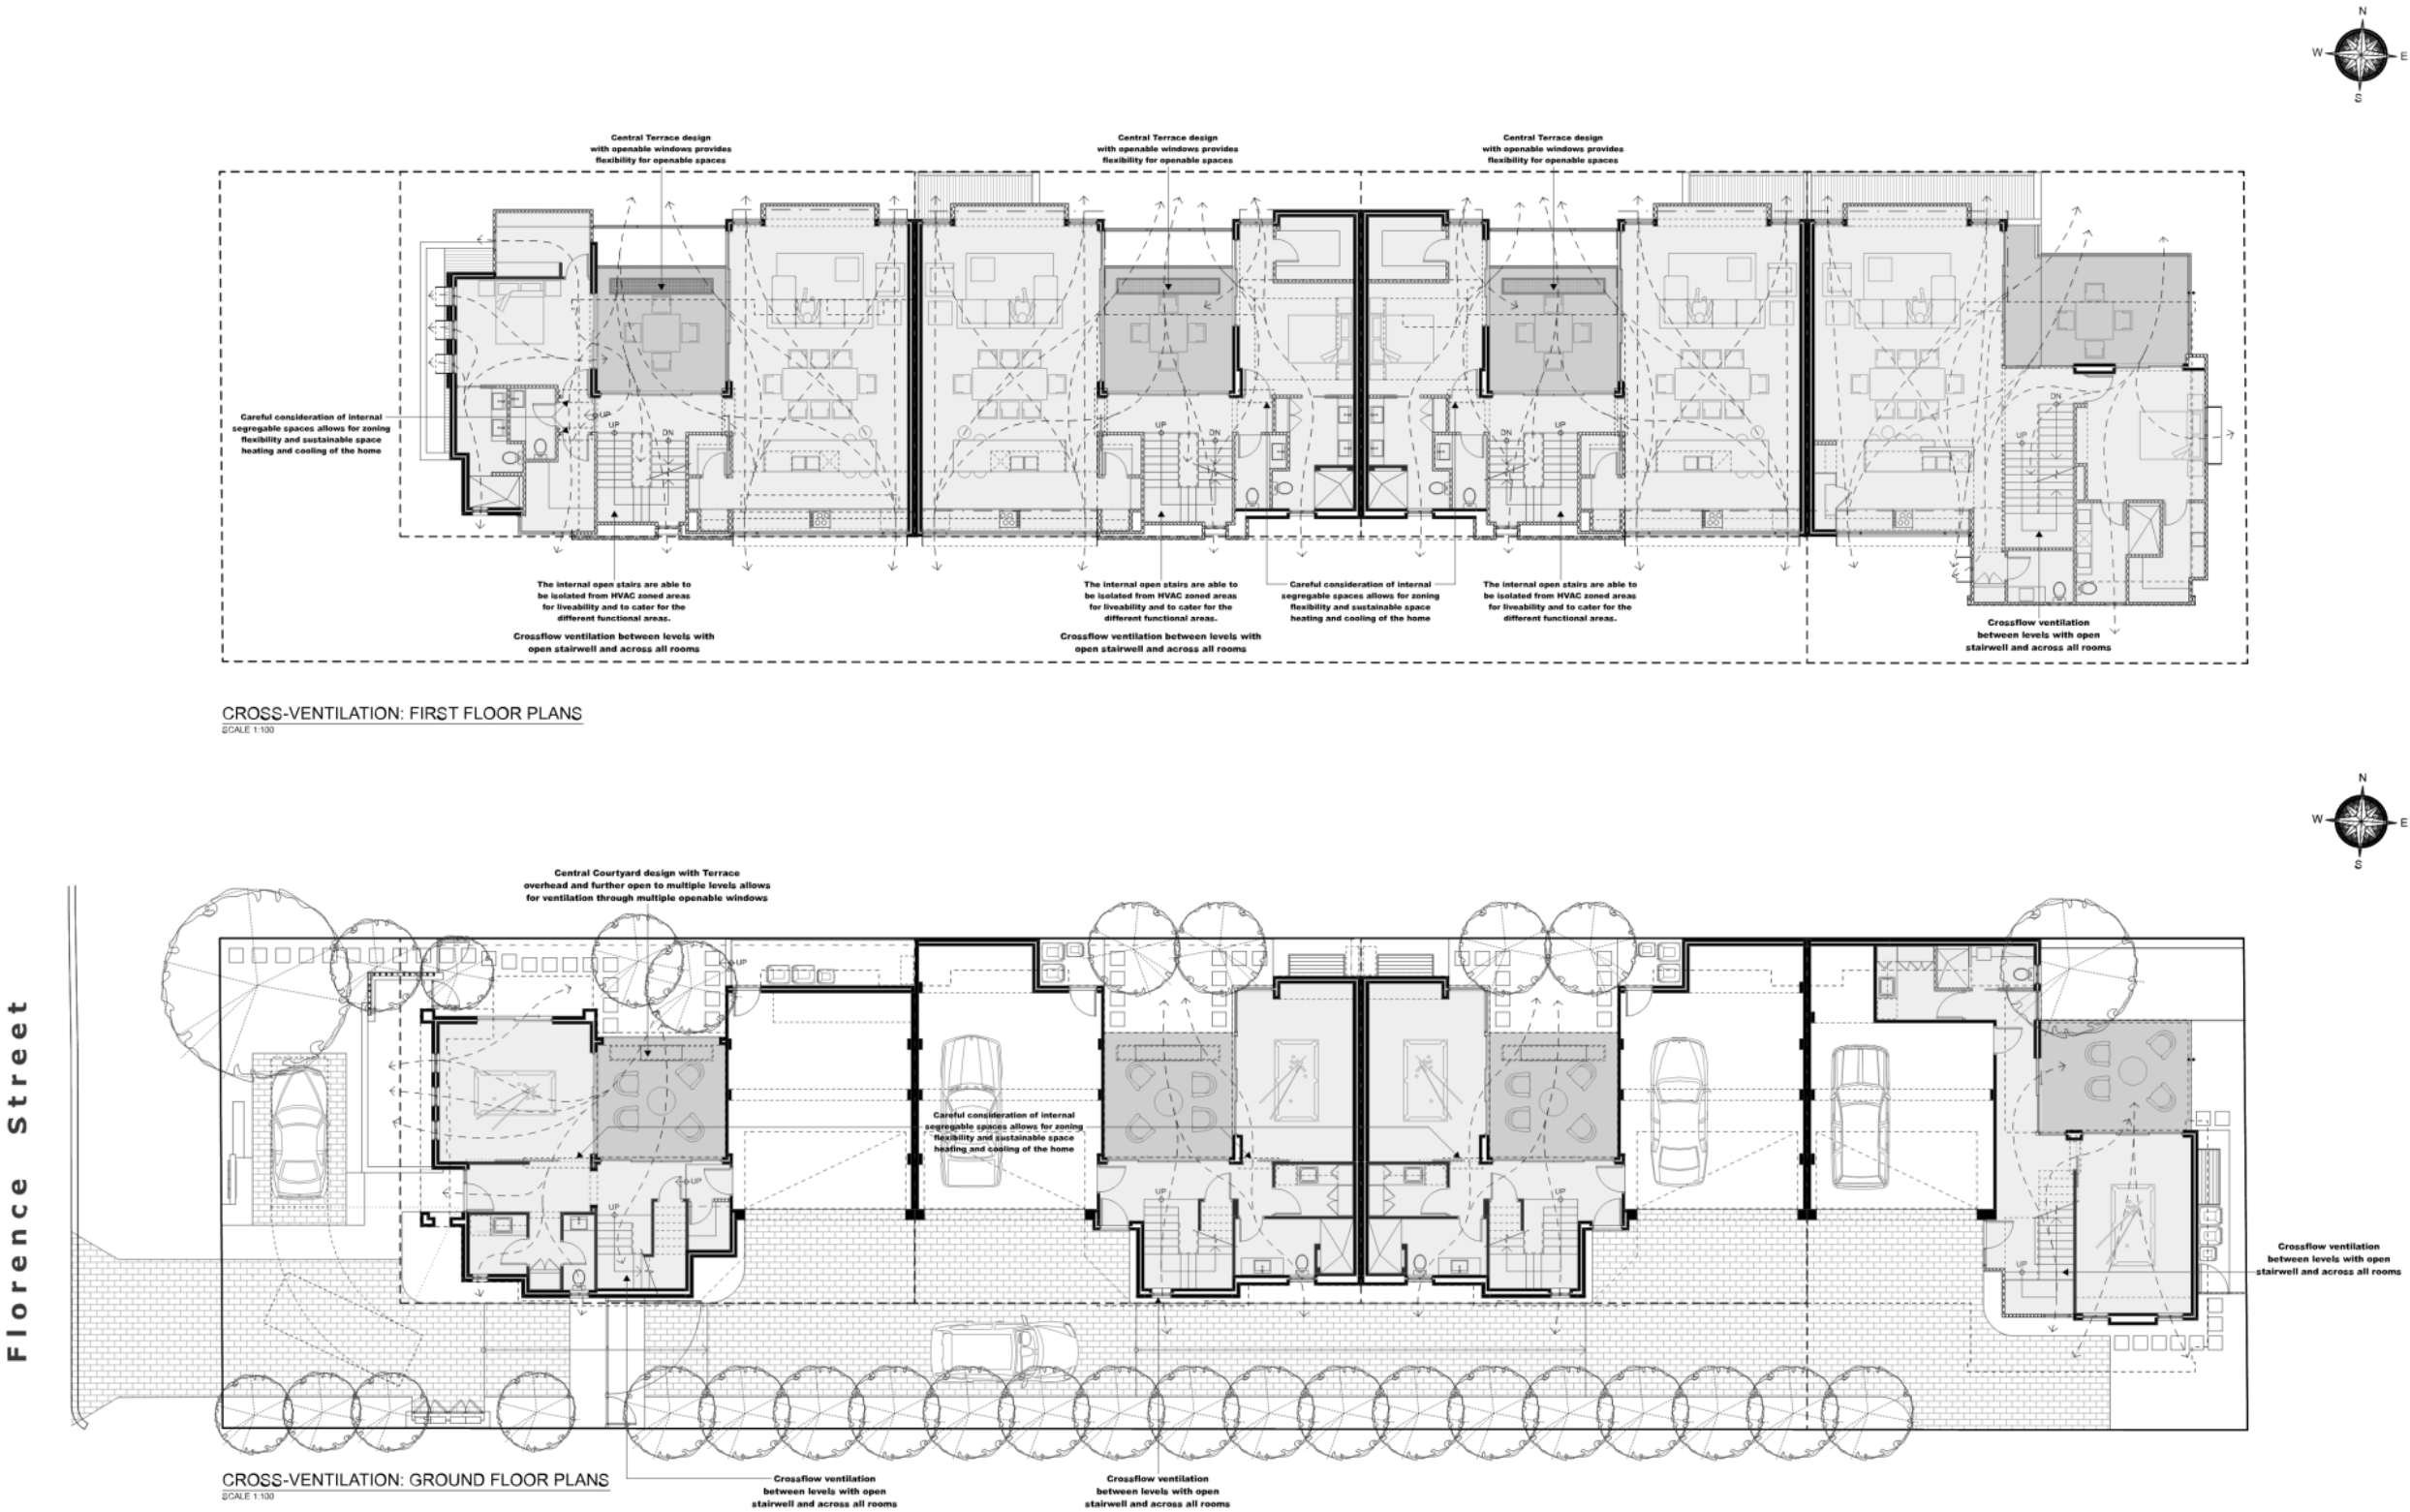 N
W
E
S
Central Terrace design
with openable windows provides
flexibility for openable spaces
Central Terrace design
with openable windows provides
flexibility for openable spaces
Central Terrace design
with openable windows provides
flexibility for openable spaces
Careful consideration of internal
segregable spaces allows for zoning
flexibility and sustainable space
heating and cooling of the home
UP
UP
DN
UP
DN
DN
UP
DN
UP
The internal open stairs are able to
be isolated from HVAC zoned areas
for liveability and to cater for the
different functional areas.
Crossflow ventilation between levels with
open stairwell and across all rooms
The internal open stairs are able to
be isolated from HVAC zoned areas
for liveability and to cater for the
different functional areas.
Crossflow ventilation between levels with
open stairwell and across all rooms
Careful consideration of internal
segregable spaces allows for zoning
flexibility and sustainable space
heating and cooling of the home
The internal open stairs are able to
be isolated from HVAC zoned areas
for liveability and to cater for the
different functional areas.
Crossflow ventilation
between levels with open
stairwell and across all rooms
CROSS-VENTILATION: FIRST FLOOR PLANS
SCALE 1:100
N
W
E
S
Central Courtyard design with Terrace
overhead and further open to multiple levels allows
for ventilation through multiple openable windows
UP
Careful consideration of internal
segregable spaces allows for zoning
flexibility and sustainable space
heating and cooling of the home
UP
UP
UP
UP
UP
Florence Street
Crossflow ventilation
between levels with open
stairwell and across all rooms
CROSS-VENTILATION: GROUND FLOOR PLANS
SCALE 1:100
Crossflow ventilation
between levels with open
stairwell and across all rooms
Crossflow ventilation
between levels with open
stairwell and across all rooms